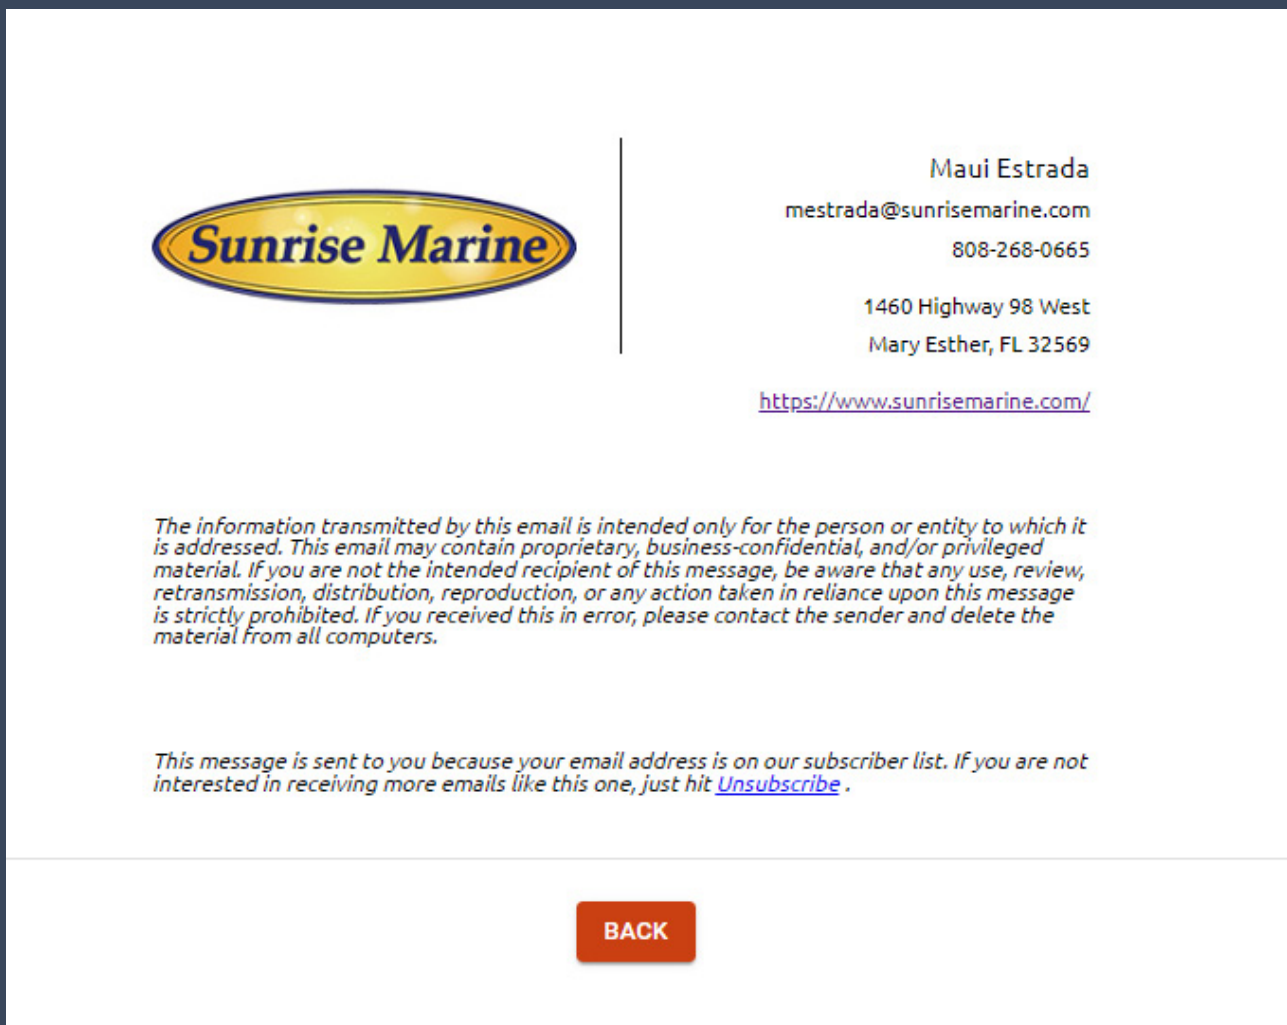 Sunrise Marine
Maui Estrada
mestrada@sunrisemarine.com
808-268-0665
1460 Highway 98 West
Mary Esther, FL 32569
https://www.sunrisemarine.com/
The information transmitted by this email is intended only for the person or entity to which it
is addressed. This email may contain proprietary, business-confidential, and/or privileged
material. If you are not the intended recipient of this message, be aware that any use, review,
retransmission, distribution, reproduction, or any action taken in reliance upon this message
is strictly prohibited. If you received this in error, please contact the sender and delete the
material from all computers.
This message is sent to you because your email address is on our subscriber list. If you are not
interested in receiving more emails like this one, just hit Unsubscribe .
BACK